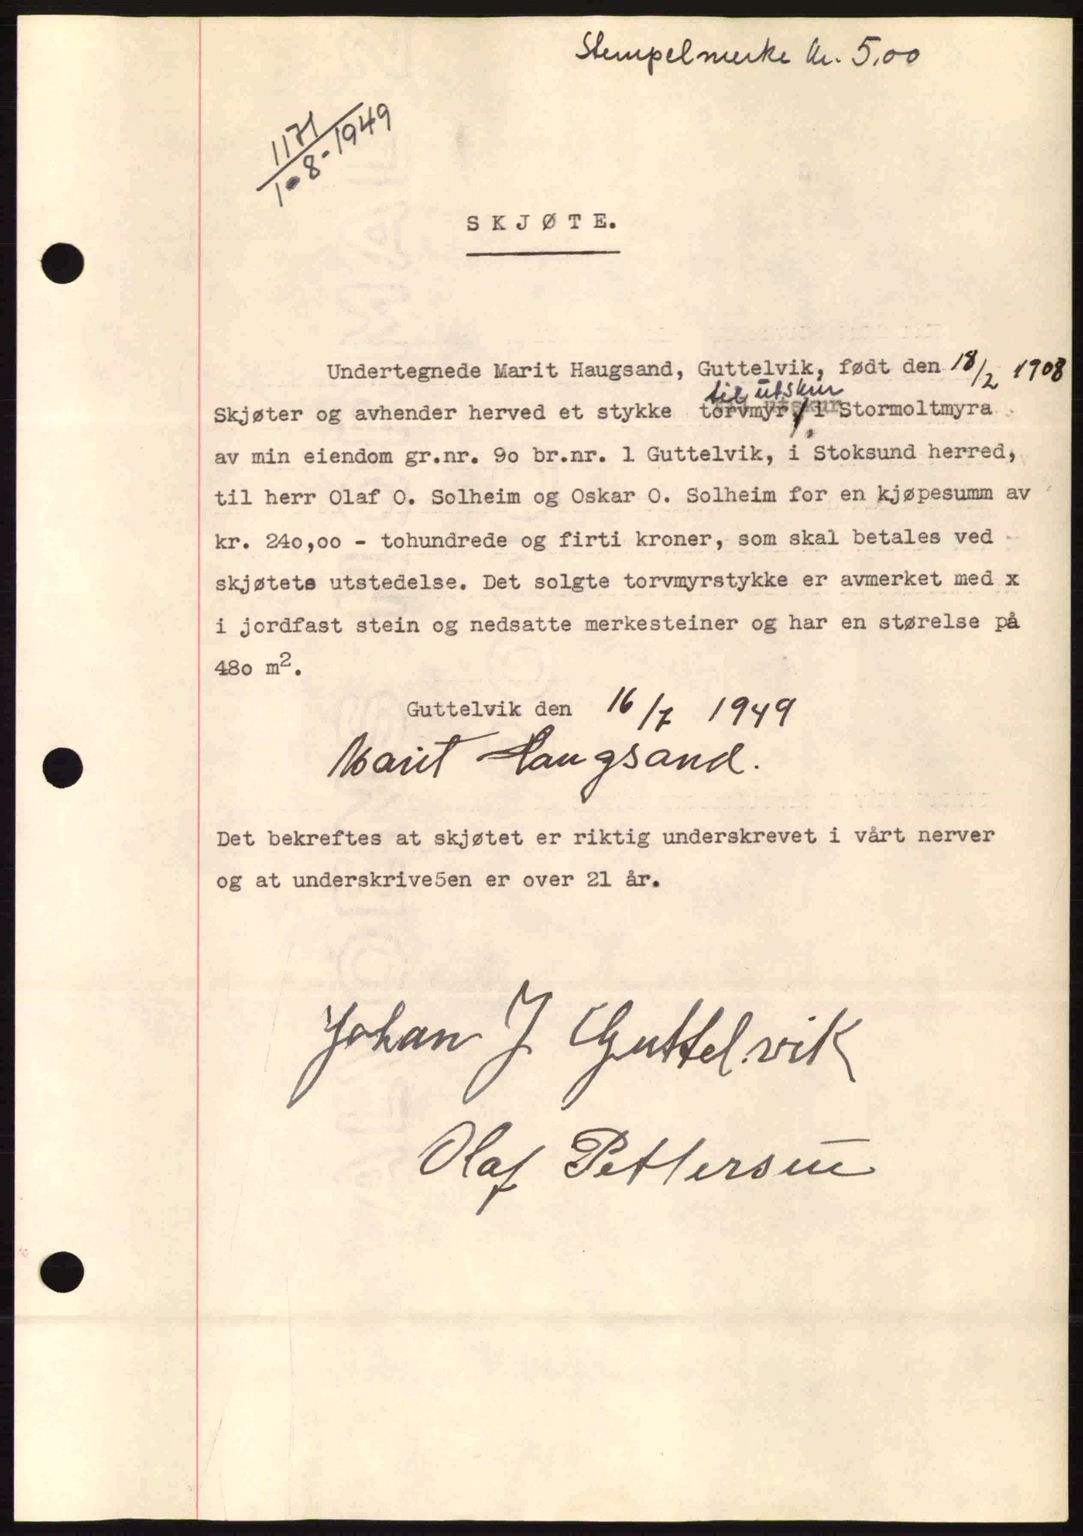 Stempelmerke kr. 5,00
1171
1-8-1949
SKJØTE.
Undertegnede Marit Haugsand, Guttelvik, født den 18/2 1908
til utskur
Skjøter og avhender herved et stykke torvmyr, i Stormoltmyra
av min eiendom gr.nr. 9o br.nr. 1 Guttelvik, i Stoksund herred,
til herr Olaf O. Solheim og Oskar O. Solheim for en kjøpesumm av
kr. 24o,oo - tohundrede og firti kroner, som skal betales ved
skjøtets utstedelse. Det solgte torvmyrstykke er avmerket med x
i jordfast stein og nedsatte merkesteiner og har en størelse på
48o m².
Guttelvik den 16/7 1949
Marit Haugsand.
Det bekreftes at skjøtet er riktig underskrevet i vårt nerver
og at underskrive5en er over 21 år.
Johan J Guttelvik
Olaf Pettersen